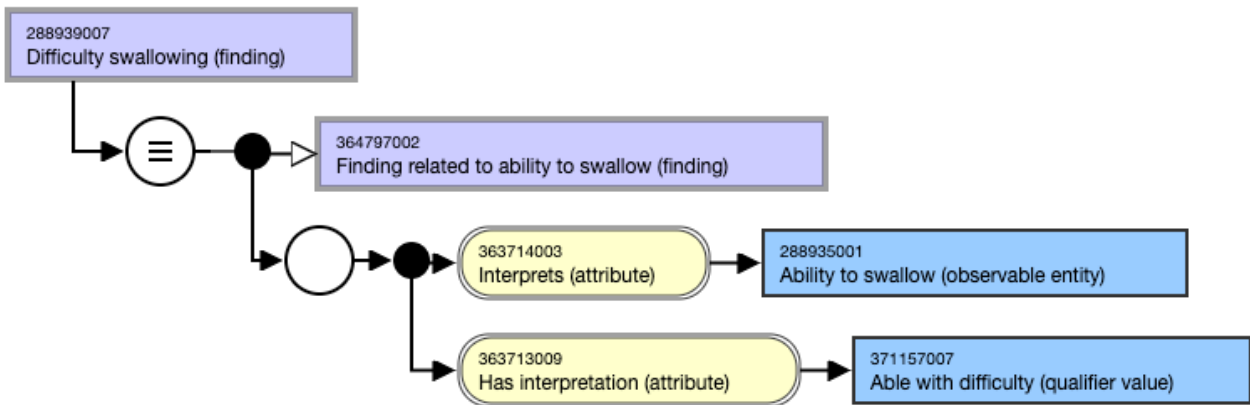 288939007
Difficulty swallowing (finding)
364797002
Finding related to ability to swallow (finding)
363714003
Interprets (attribute)
288935001
Ability to swallow (observable entity)
363713009
Has interpretation (attribute)
371157007
Able with difficulty (qualifier value)